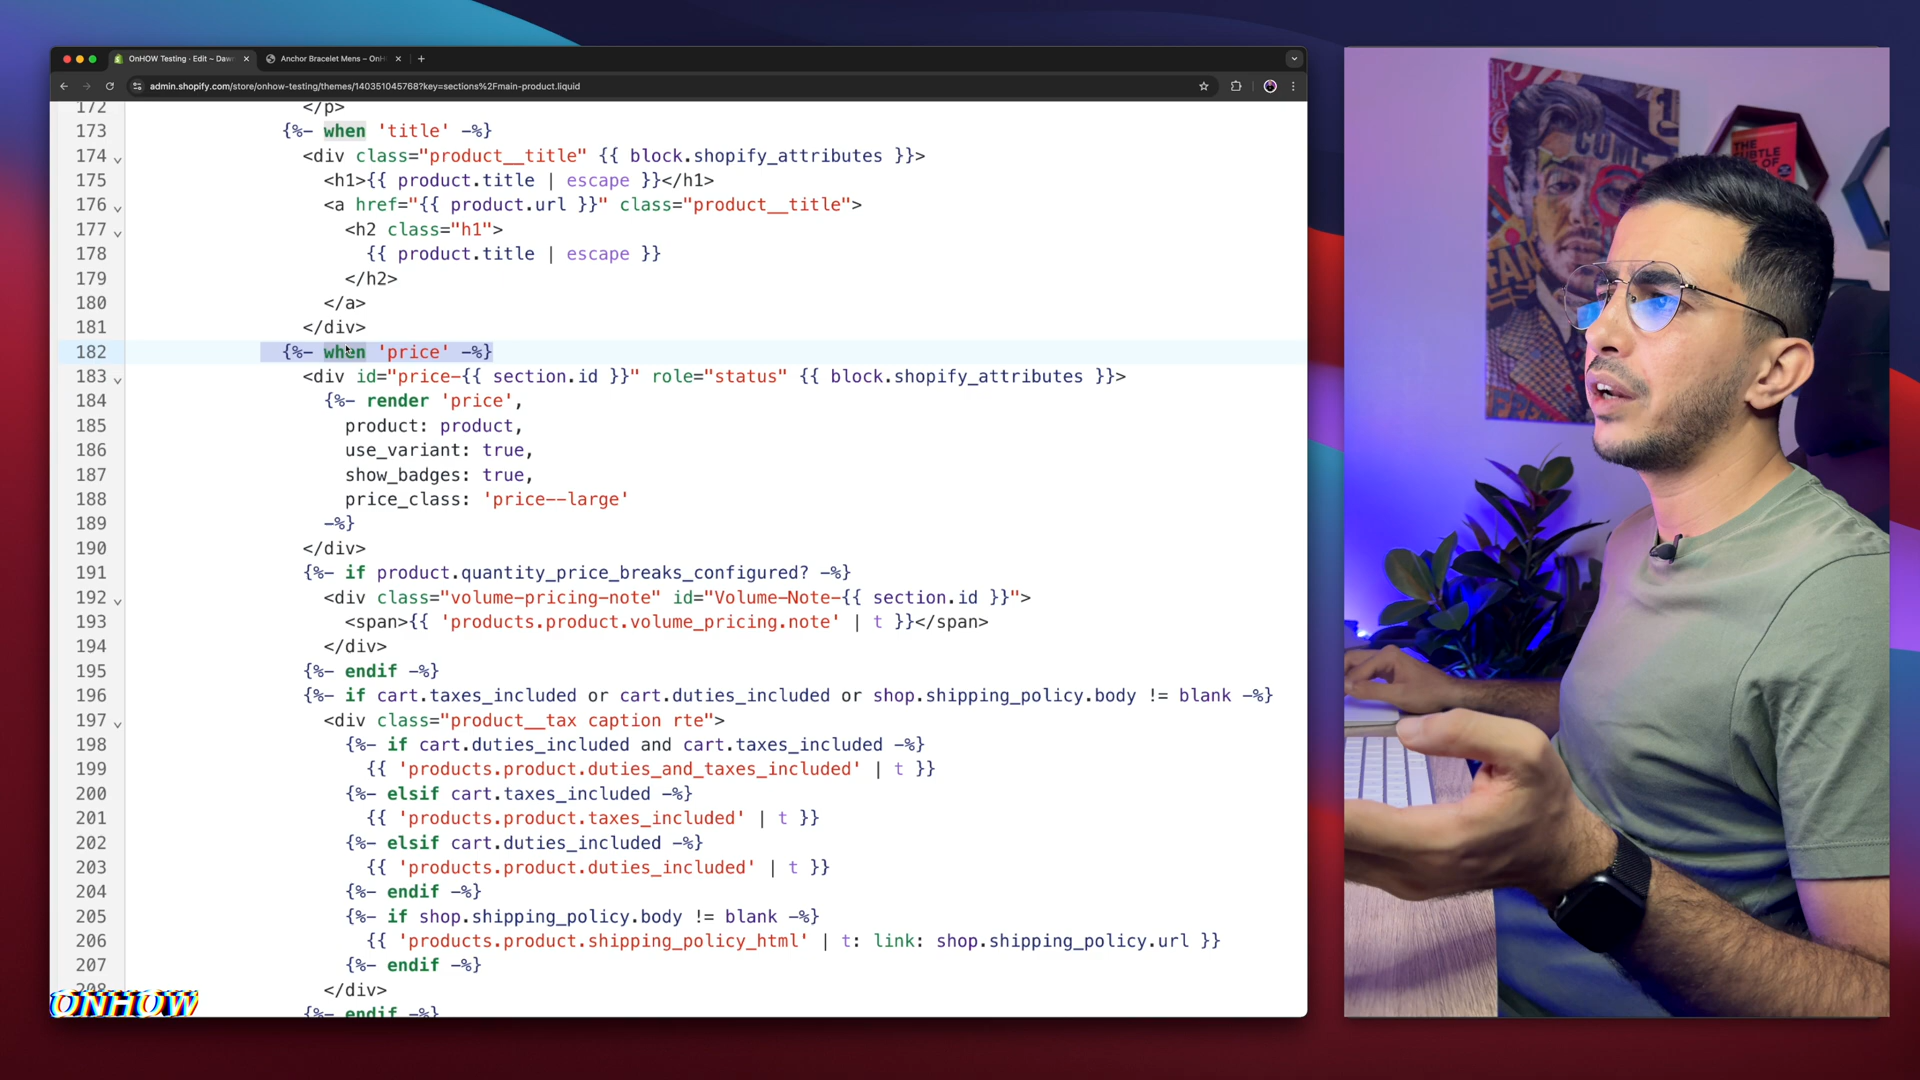 OnHOW Testing · Edit ~ Daw
Anchor Bracelet Mens – OnH
admin.shopify.com/store/onhow-testing/themes/140351045768?key=sections%2Fmain-product.liquid
172 </p>
173 {%- when 'title' -%}
174 <div class="product__title" {{ block.shopify_attributes }}>
175 <h1>{{ product.title | escape }}</h1>
176 <a href="{{ product.url }}" class="product__title">
177 <h2 class="h1">
178 {{ product.title | escape }}
179 </h2>
180 </a>
181 </div>
182 {%- when 'price' -%}
183 <div id="price-{{ section.id }}" role="status" {{ block.shopify_attributes }}>
184 {%- render 'price',
185 product: product,
186 use_variant: true,
187 show_badges: true,
188 price_class: 'price--large'
189 -%}
190 </div>
191 {%- if product.quantity_price_breaks_configured? -%}
192 <div class="volume-pricing-note" id="Volume-Note-{{ section.id }}">
193 <span>{{ 'products.product.volume_pricing.note' | t }}</span>
194 </div>
195 {%- endif -%}
196 {%- if cart.taxes_included or cart.duties_included or shop.shipping_policy.body != blank -%}
197 <div class="product__tax caption rte">
198 {%- if cart.duties_included and cart.taxes_included -%}
199 {{ 'products.product.duties_and_taxes_included' | t }}
200 {%- elsif cart.taxes_included -%}
201 {{ 'products.product.taxes_included' | t }}
202 {%- elsif cart.duties_included -%}
203 {{ 'products.product.duties_included' | t }}
204 {%- endif -%}
205 {%- if shop.shipping_policy.body != blank -%}
206 {{ 'products.product.shipping_policy_html' | t: link: shop.shipping_policy.url }}
207 {%- endif -%}
208 </div>
{%- endif -%}
ONHOW
COME
FAN
THE
SUBTLE